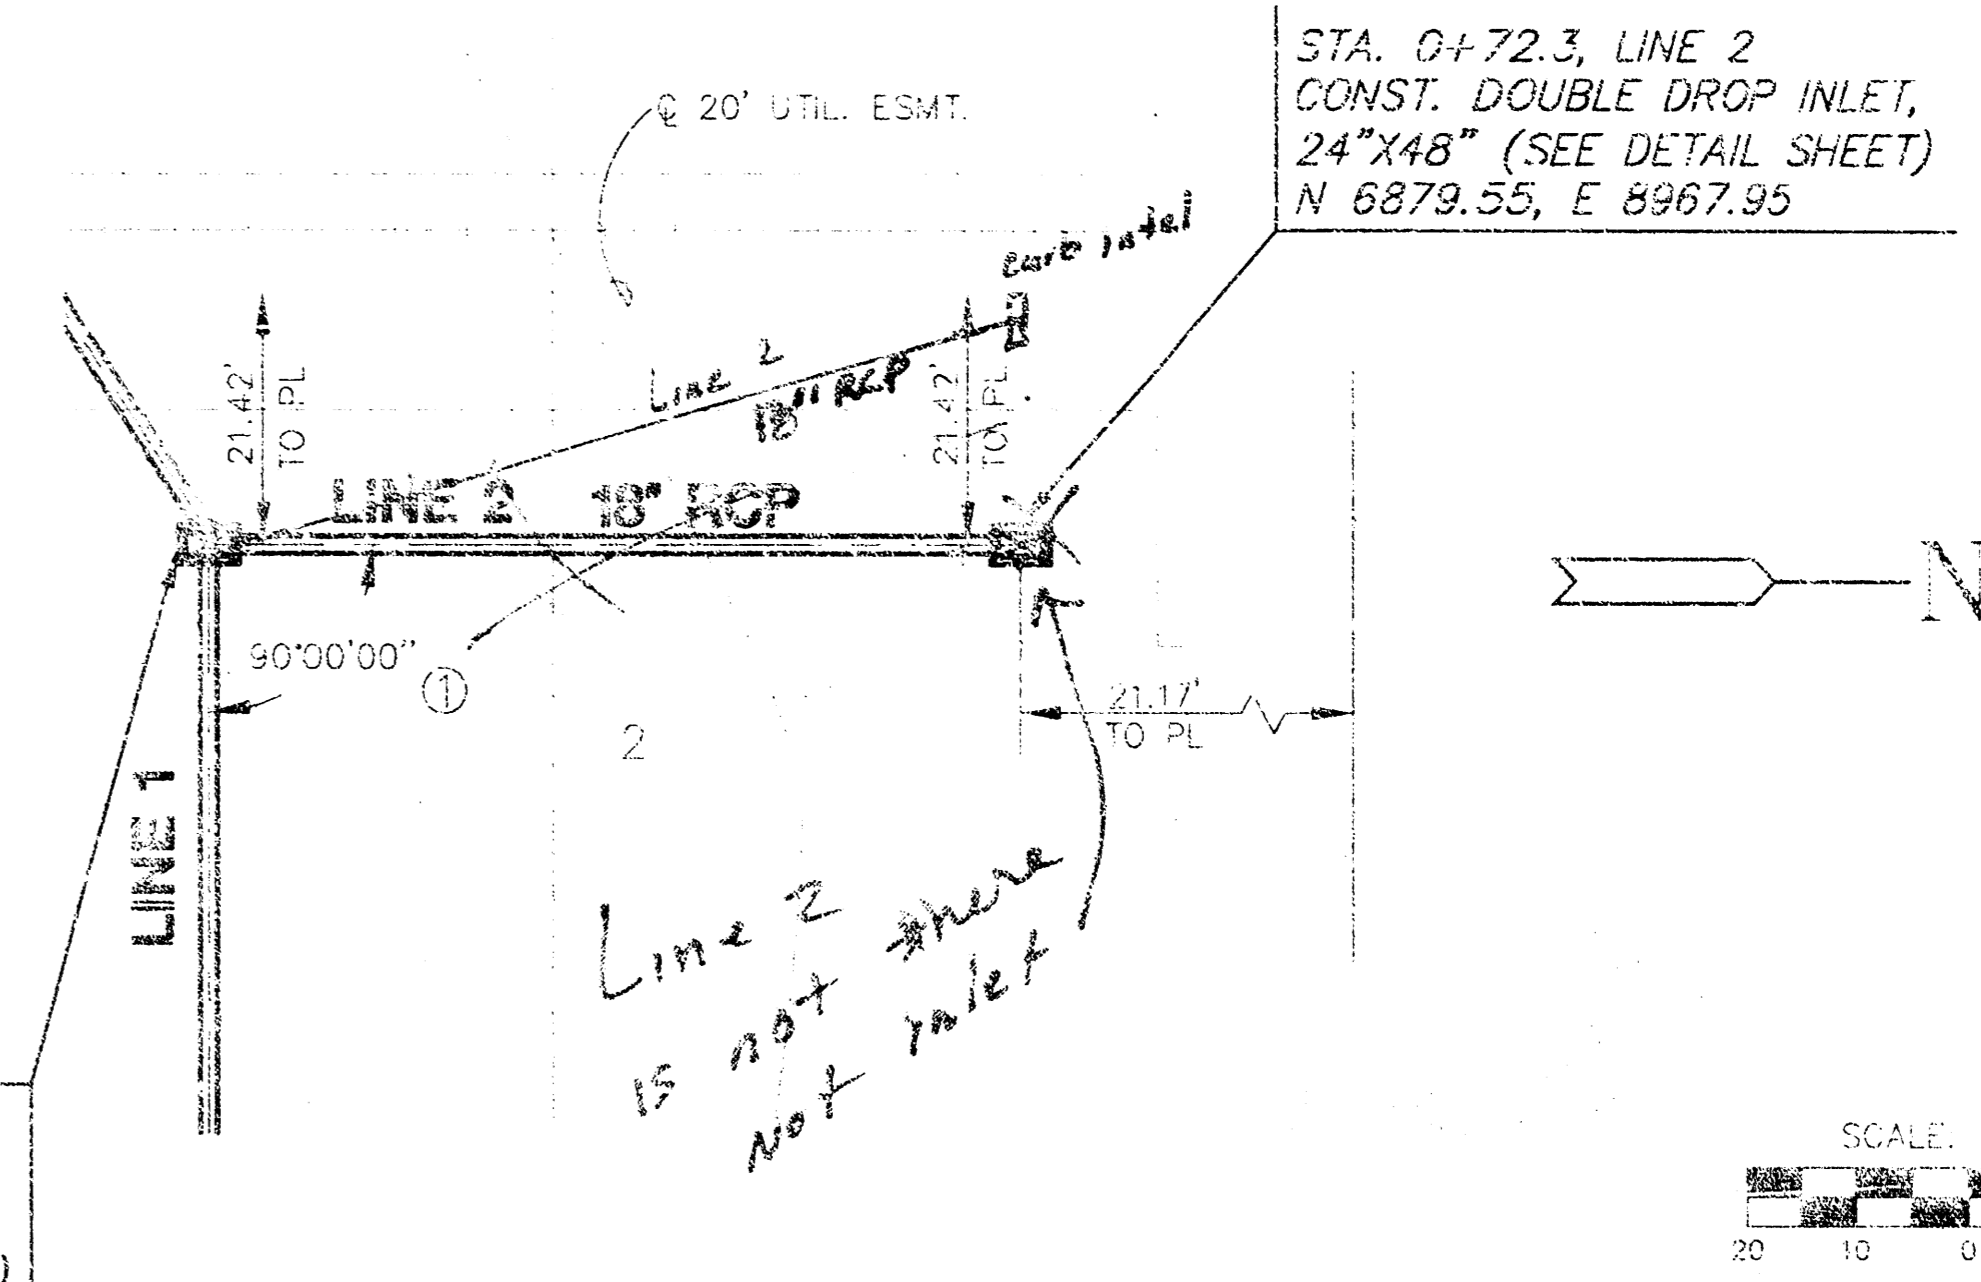 STA. 0+72.3, LINE 2
CONST. DOUBLE DROP INLET,
24"X48" (SEE DETAIL SHEET)
N 6879.55, E 8967.95
℄ 20' UTIL. ESMT.
curb inlet
21.42'
TO PL
Line 2
18" RCP
21.42'
TO PL
LINE 2 18" RCP
N
90°00'00"
1
2
21.17'
TO PL
LINE 1
Line 2
is not there
Not inlet
SCALE:
20 10 0